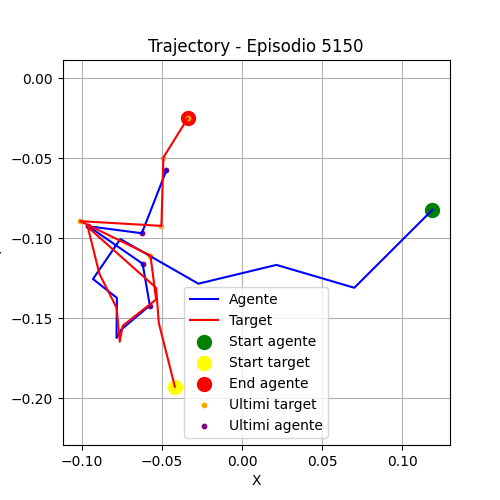 Trajectory - Episodio 5150
0.00
−0.05
−0.10
−0.15
−0.20
Agente
Target
Start agente
Start target
End agente
Ultimi target
Ultimi agente
−0.10 −0.05 0.00 0.05 0.10
X